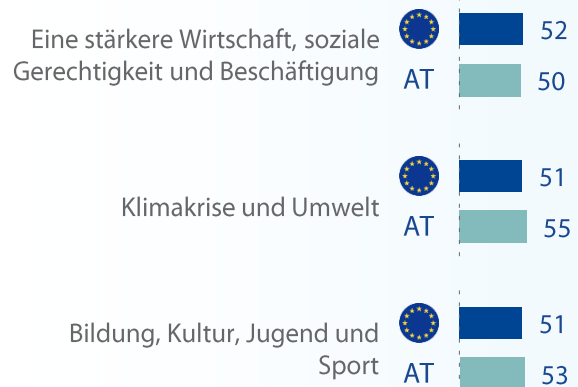 Eine stärkere Wirtschaft, soziale
Gerechtigkeit und Beschäftigung
52
AT
50
Klimakrise und Umwelt
51
AT
55
Bildung, Kultur, Jugend und
Sport
51
AT
53